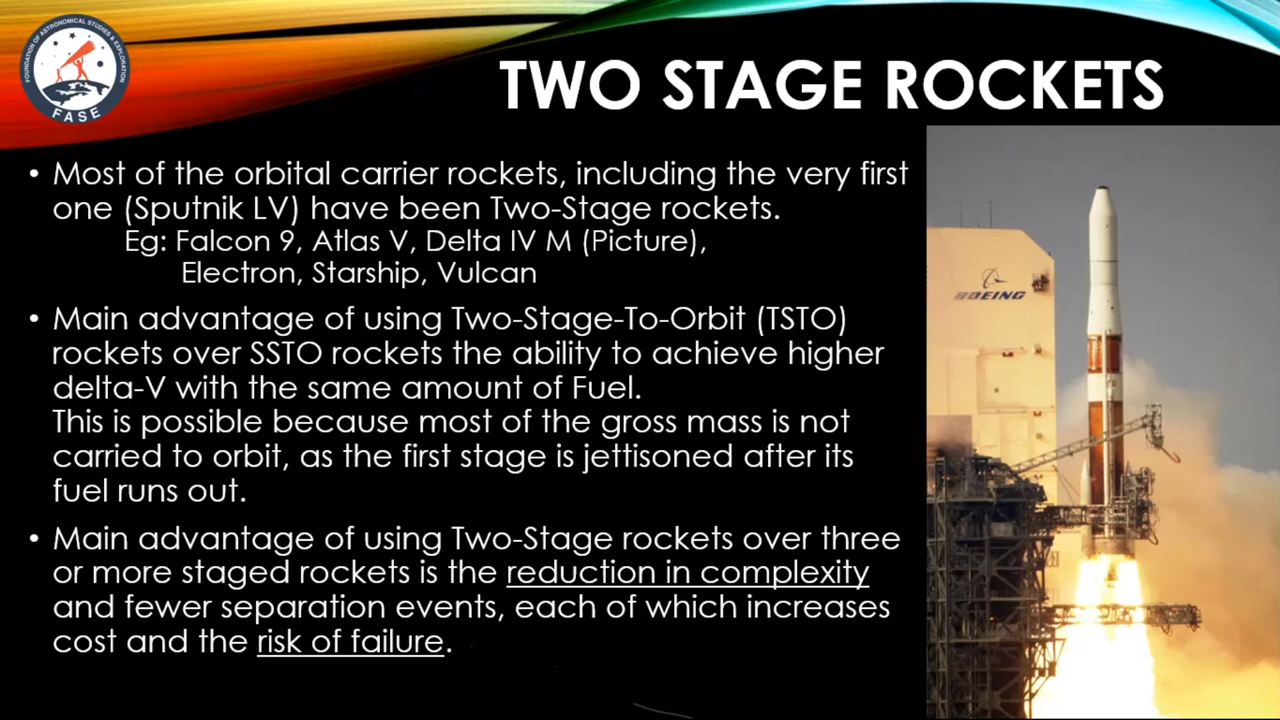 FOUNDATION OF ASTRONOMICAL STUDIES & EXPLORATION
FASE
TWO STAGE ROCKETS
• Most of the orbital carrier rockets, including the very first
one (Sputnik LV) have been Two-Stage rockets.
Eg: Falcon 9, Atlas V, Delta IV M (Picture),
Electron, Starship, Vulcan
• Main advantage of using Two-Stage-To-Orbit (TSTO)
rockets over SSTO rockets the ability to achieve higher
delta-V with the same amount of Fuel.
This is possible because most of the gross mass is not
carried to orbit, as the first stage is jettisoned after its
fuel runs out.
• Main advantage of using Two-Stage rockets over three
or more staged rockets is the reduction in complexity
and fewer separation events, each of which increases
cost and the risk of failure.
BOEING